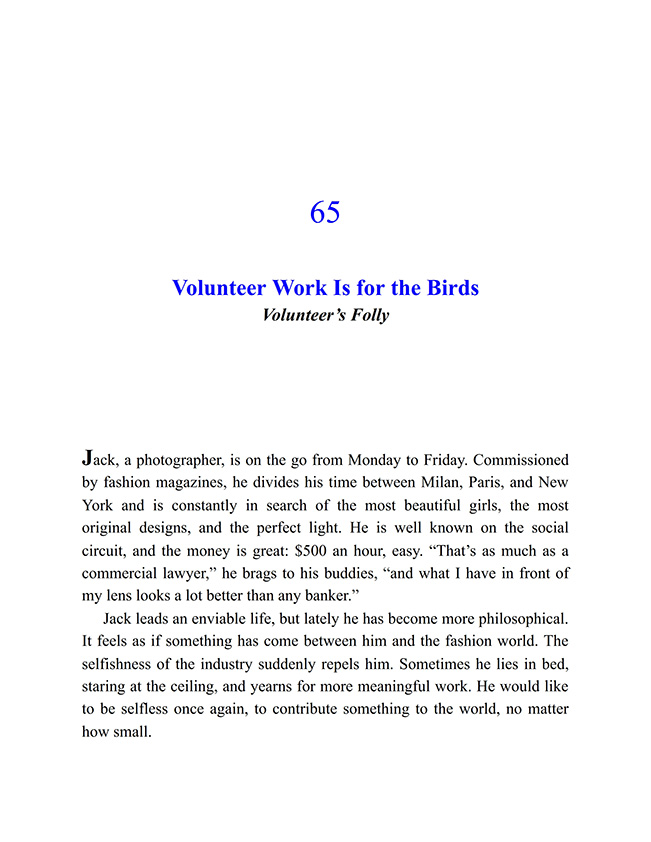 65
Volunteer Work Is for the Birds
Volunteer’s Folly
Jack, a photographer, is on the go from Monday to Friday. Commissioned
by fashion magazines, he divides his time between Milan, Paris, and New
York and is constantly in search of the most beautiful girls, the most
original designs, and the perfect light. He is well known on the social
circuit, and the money is great: $500 an hour, easy. “That’s as much as a
commercial lawyer,” he brags to his buddies, “and what I have in front of
my lens looks a lot better than any banker.”
Jack leads an enviable life, but lately he has become more philosophical.
It feels as if something has come between him and the fashion world. The
selfishness of the industry suddenly repels him. Sometimes he lies in bed,
staring at the ceiling, and yearns for more meaningful work. He would like
to be selfless once again, to contribute something to the world, no matter
how small.